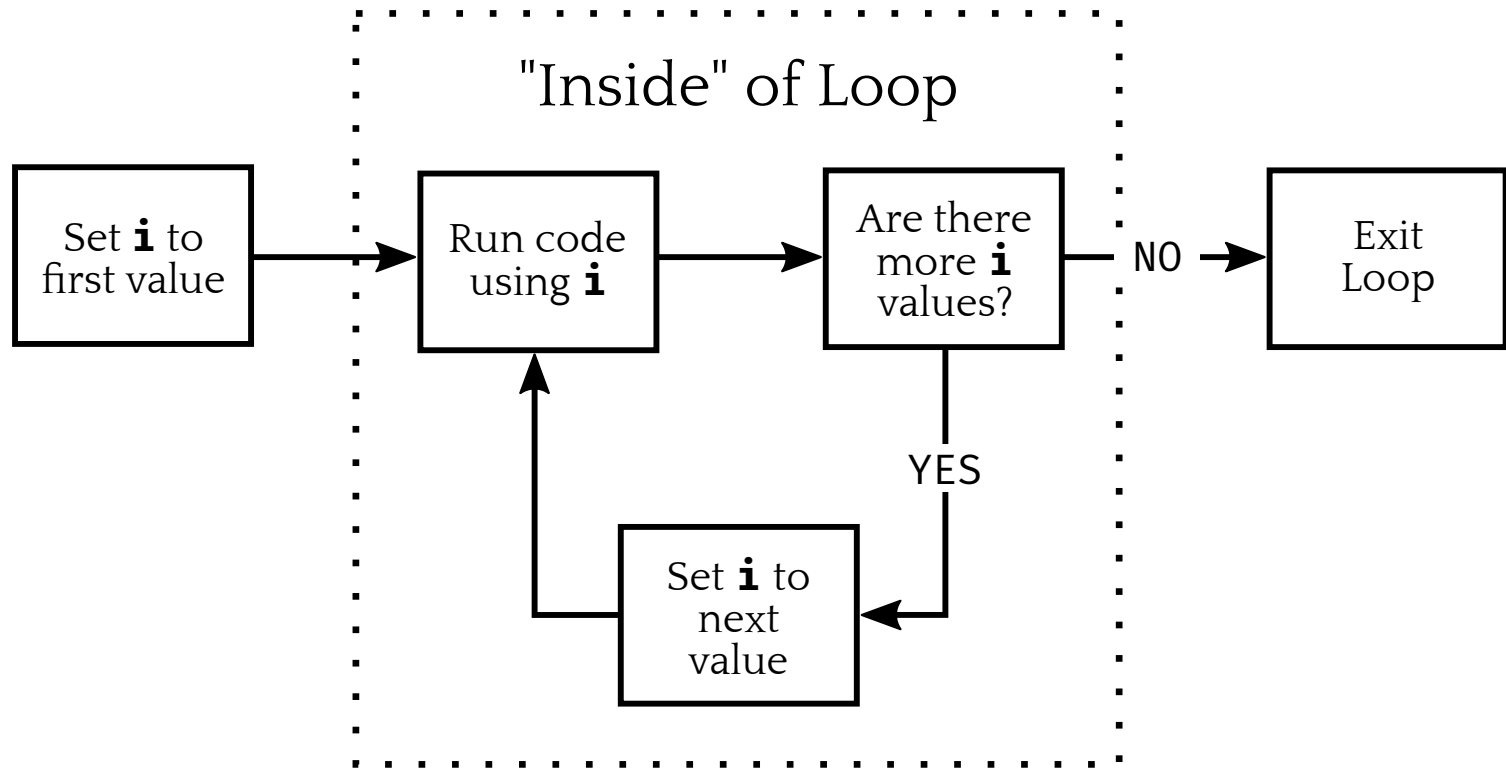 "Inside" of Loop
Set i to
first value
Run code
using i
Are there
more i
values?
NO
Exit
Loop
YES
Set i to
next
value